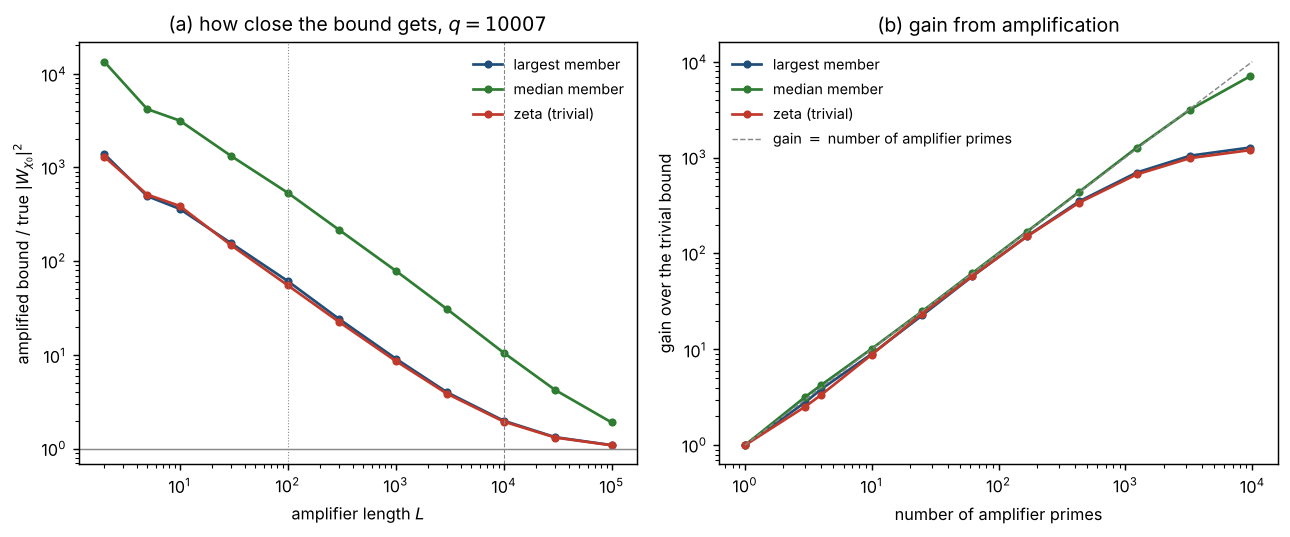 (a) how close the bound gets, q = 10007
amplified bound / true |W_χ₀|²
10⁴
10³
10²
10¹
10⁰
largest member
median member
zeta (trivial)
10¹ 10² 10³ 10⁴ 10⁵
amplifier length L
(b) gain from amplification
gain over the trivial bound
10⁴
10³
10²
10¹
10⁰
largest member
median member
zeta (trivial)
gain = number of amplifier primes
10⁰ 10¹ 10² 10³ 10⁴
number of amplifier primes